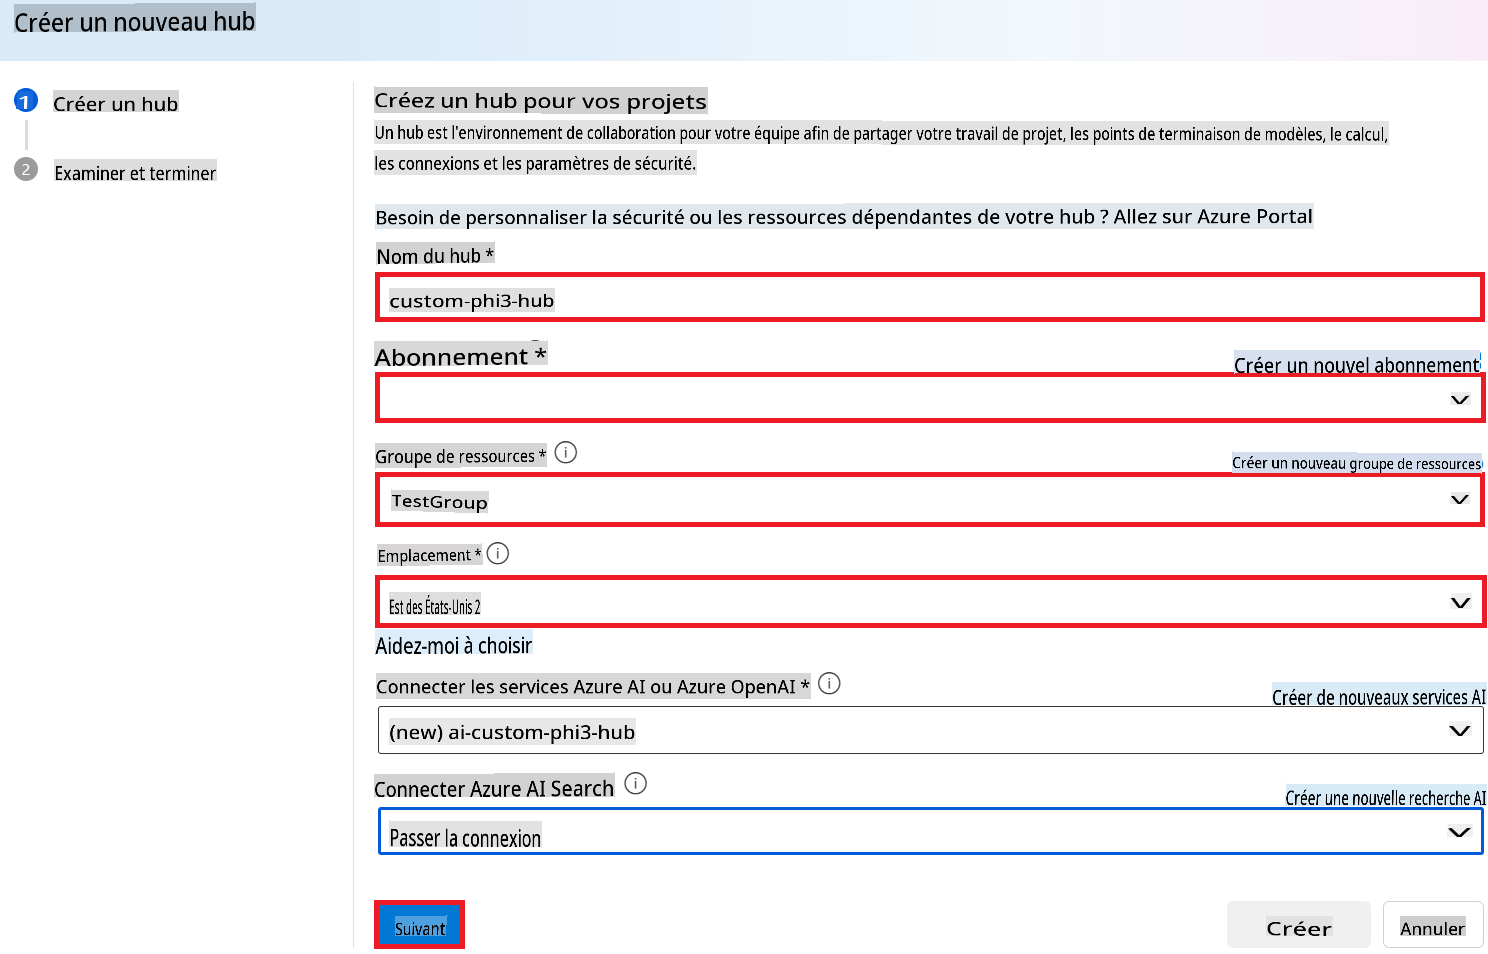 Créer un nouveau hub
1
Créer un hub
2
Examiner et terminer
Créez un hub pour vos projets
Un hub est l'environnement de collaboration pour votre équipe afin de partager votre travail de projet, les points de terminaison de modèles, le calcul,
les connexions et les paramètres de sécurité.
Besoin de personnaliser la sécurité ou les ressources dépendantes de votre hub ? Allez sur Azure Portal
Nom du hub *
custom-phi3-hub
Abonnement *
Créer un nouvel abonnement
Groupe de ressources *
Créer un nouveau groupe de ressources
TestGroup
Emplacement *
Est des États-Unis 2
Aidez-moi à choisir
Connecter les services Azure AI ou Azure OpenAI *
Créer de nouveaux services AI
(new) ai-custom-phi3-hub
Connecter Azure AI Search
Créer une nouvelle recherche AI
Passer la connexion
Suivant
Créer
Annuler